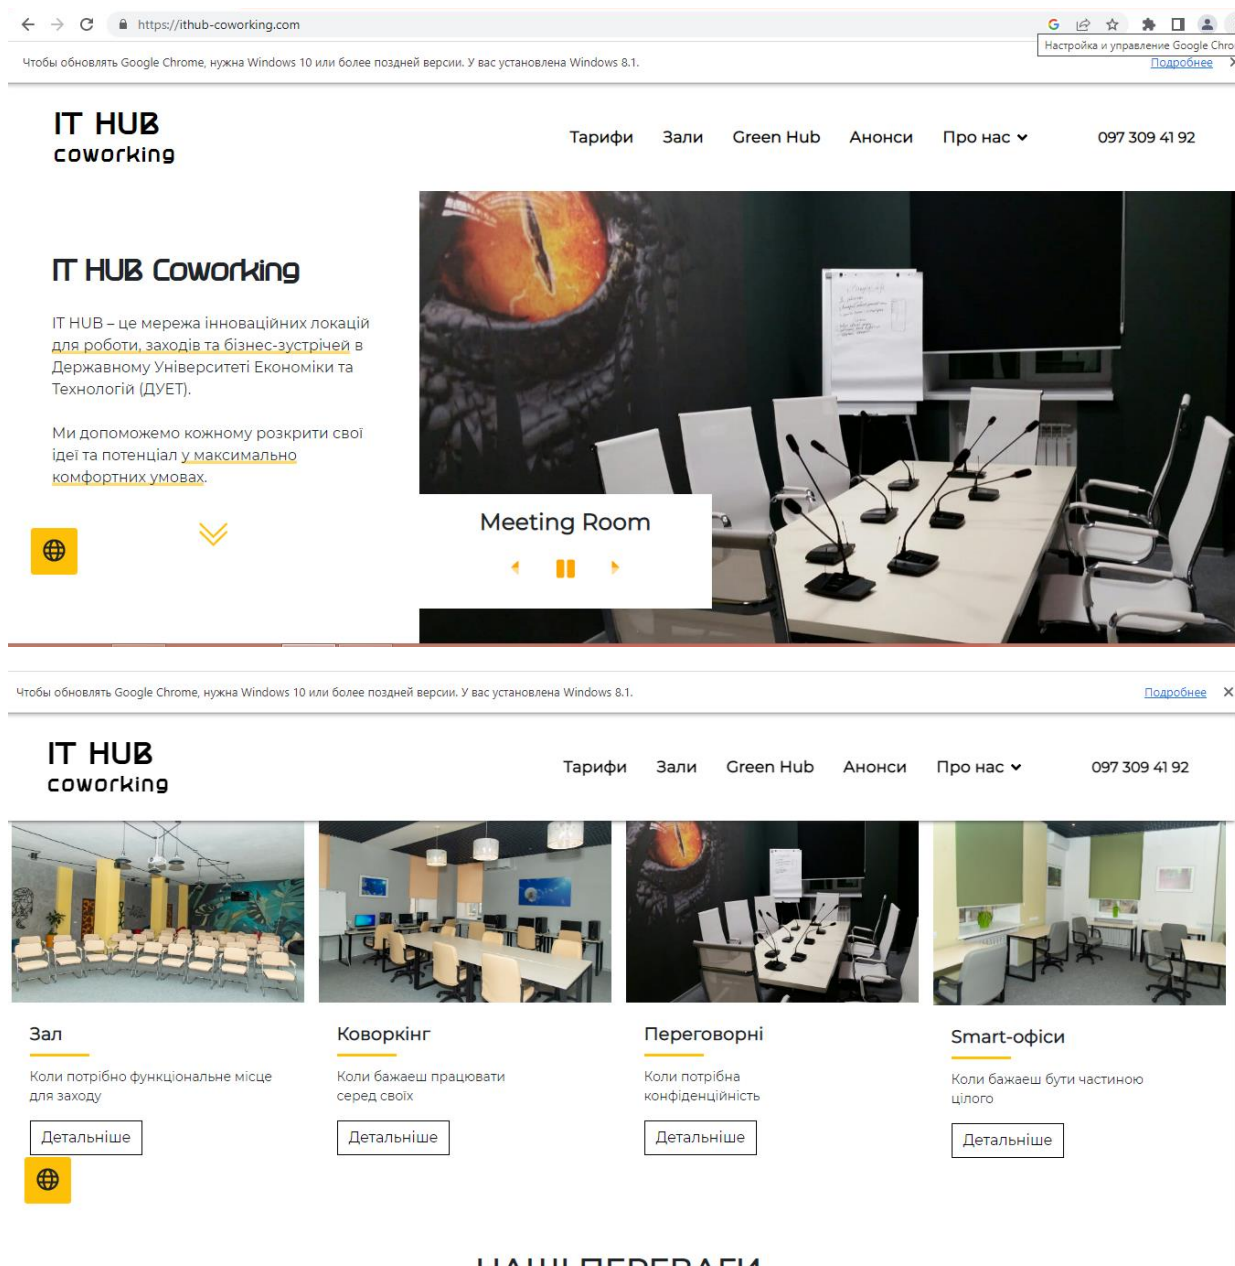 https://ithub-coworking.com
Настройка и управление Google Chro
Чтобы обновлять Google Chrome, нужна Windows 10 или более поздней версии. У вас установлена Windows 8.1.
Подробнее
IT HUB
coworking
Тарифи Зали Green Hub Анонси Про нас 097 309 41 92
IT HUB Coworking
IT HUB – це мережа інноваційних локацій
для роботи, заходів та бізнес-зустрічей в
Державному Університеті Економіки та
Технологій (ДУЕТ).
Ми допоможемо кожному розкрити свої
ідеї та потенціал у максимально
комфортних умовах.
Meeting Room
Чтобы обновлять Google Chrome, нужна Windows 10 или более поздней версии. У вас установлена Windows 8.1.
Подробнее
IT HUB
coworking
Тарифи Зали Green Hub Анонси Про нас 097 309 41 92
Зал
Коли потрібно функціональне місце
для заходу
Детальніше
Коворкінг
Коли бажаєш працювати
серед своїх
Детальніше
Переговорні
Коли потрібна
конфіденційність
Детальніше
Smart-офіси
Коли бажаєш бути частиною
цілого
Детальніше
НАШІ ПЕРЕВАГИ